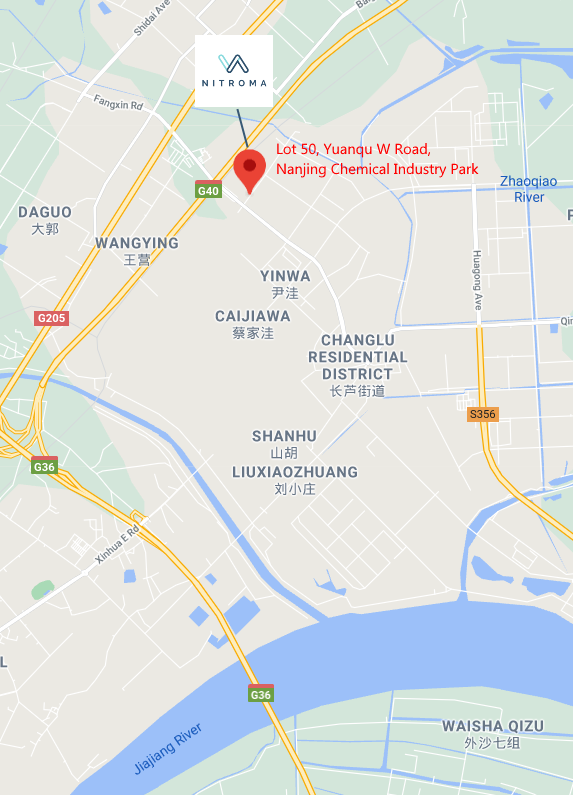 Shidai Ave
NITROMA
Fangxin Rd
Lot 50, Yuanqu W Road,
Nanjing Chemical Industry Park
Zhaoqiao
River
G40
DAGUO
大郭
WANGYING
王营
YINWA
尹洼
Huagong Ave
CAIJIAWA
蔡家洼
G205
CHANGLU
RESIDENTIAL
DISTRICT
长芦街道
S356
SHANHU
山胡
G36
LIUXIAOZHUANG
刘小庄
Xinhua E Rd
G36
Jiajiang River
WAISHA QIZU
外沙七组